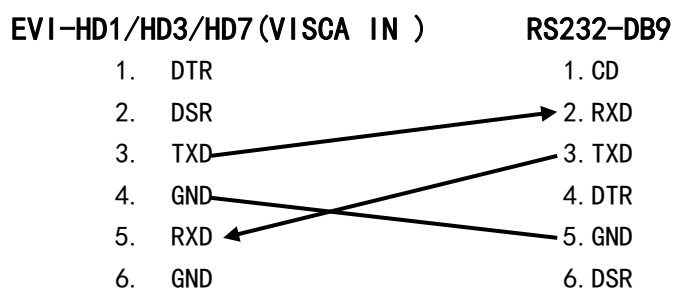 EVI-HD1/HD3/HD7(VISCA IN ) RS232-DB9
1. DTR 1. CD
2. DSR 2. RXD
3. TXD 3. TXD
4. GND 4. DTR
5. RXD 5. GND
6. GND 6. DSR